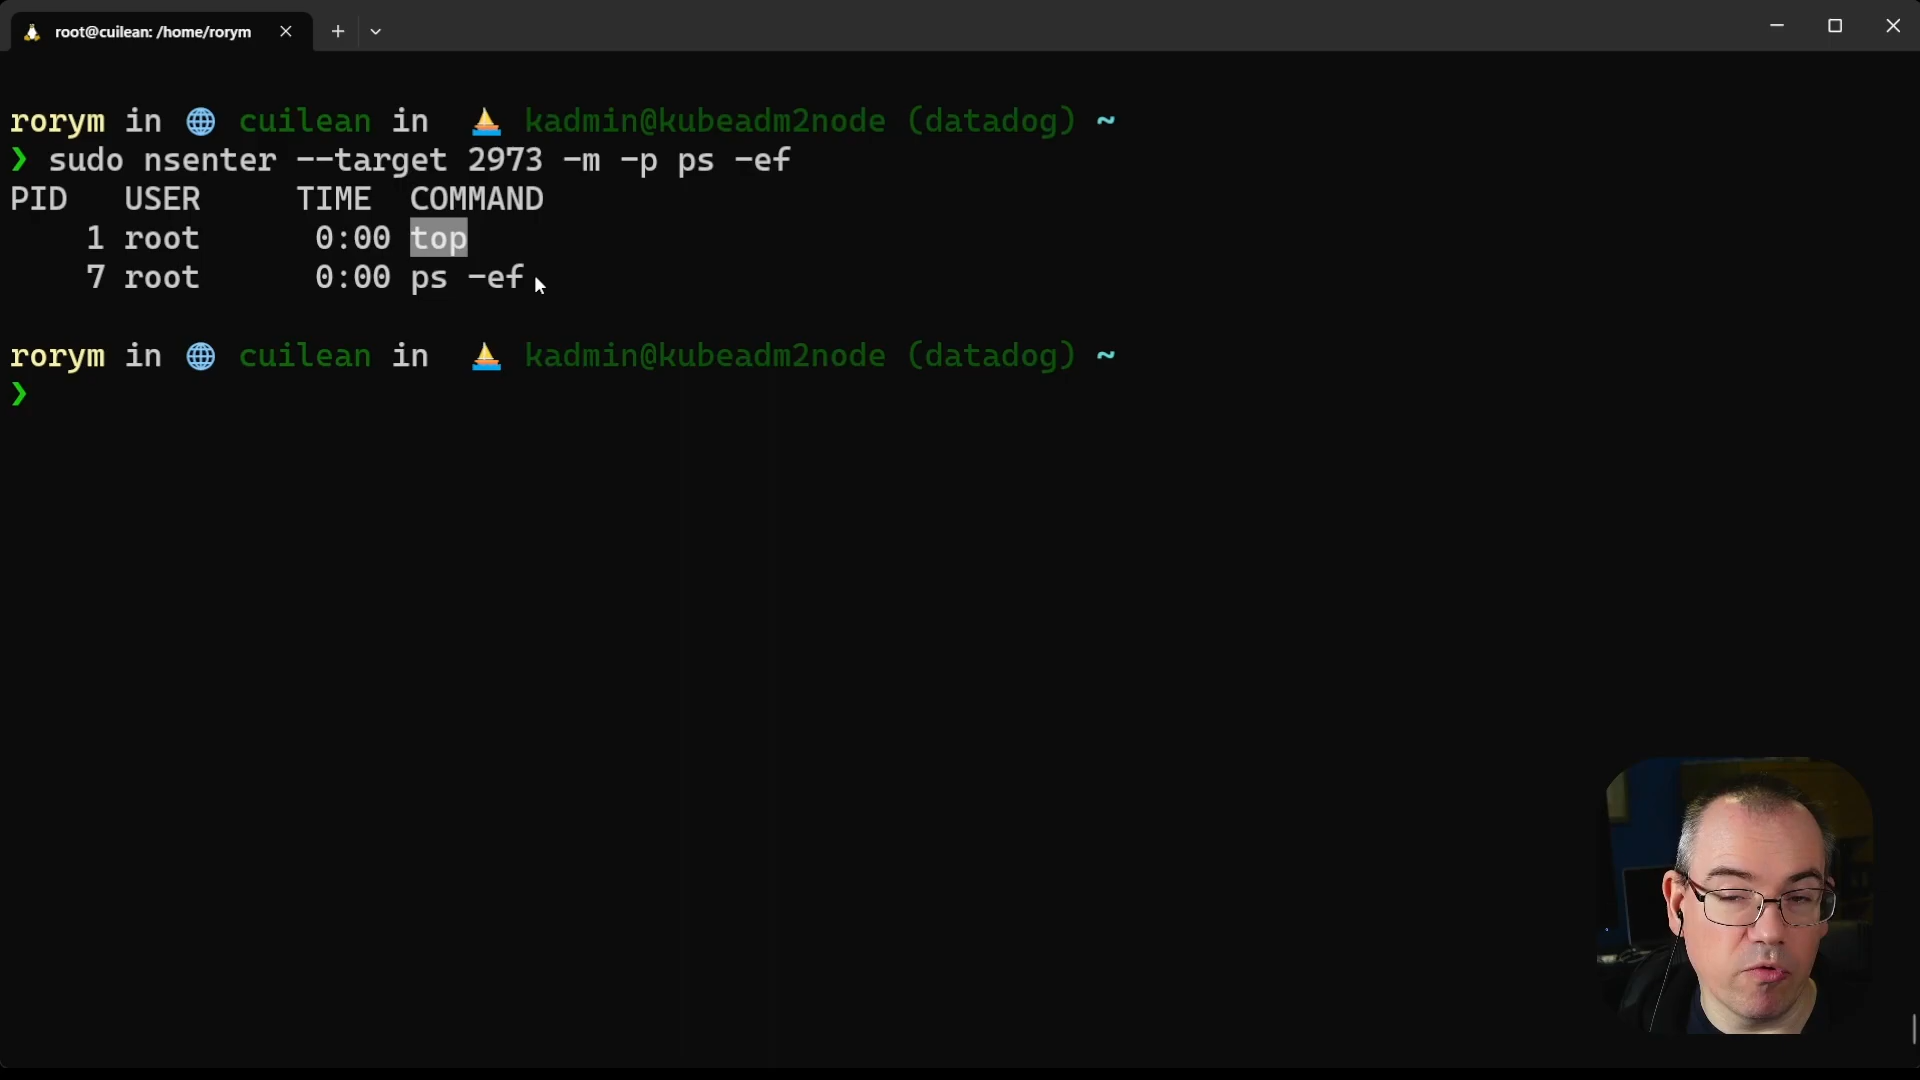 root@cuilean: /home/rorym
rorym in cuilean in kadmin@kubeadm2node (datadog) ~
❯ sudo nsenter --target 2973 -m -p ps -ef
PID USER TIME COMMAND
1 root 0:00 top
7 root 0:00 ps -ef
rorym in cuilean in kadmin@kubeadm2node (datadog) ~
❯